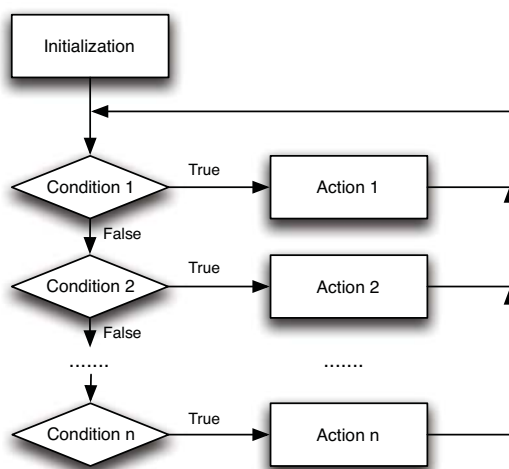 Initialization
Condition 1
True
Action 1
False
Condition 2
True
Action 2
False
.......
.......
Condition n
True
Action n